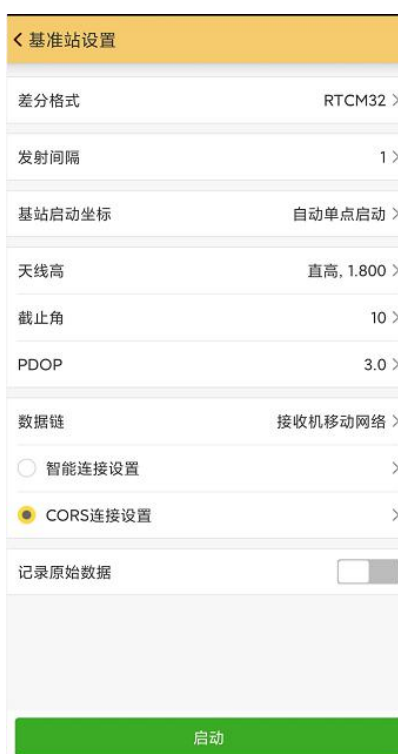 基准站设置
差分格式 RTCM32
发射间隔 1
基站启动坐标 自动单点启动
天线高 直高, 1.800
截止角 10
PDOP 3.0
数据链 接收机移动网络
智能连接设置
CORS连接设置
记录原始数据
启动